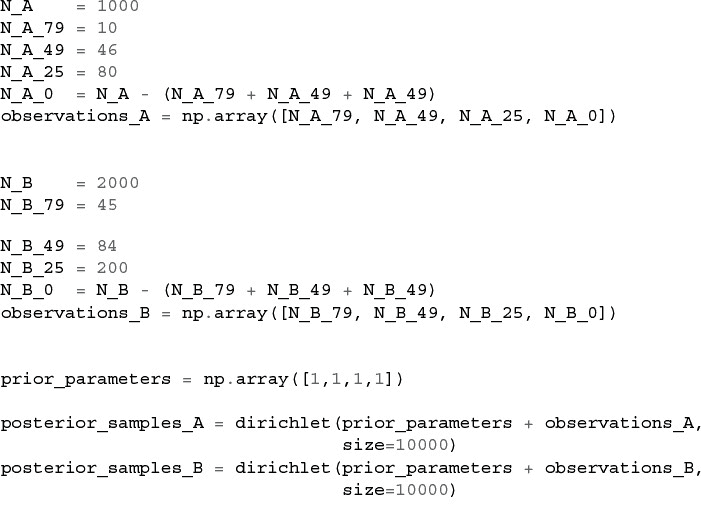 N_A    = 1000
N_A_79 = 10
N_A_49 = 46
N_A_25 = 80
N_A_0  = N_A - (N_A_79 + N_A_49 + N_A_49)
observations_A = np.array([N_A_79, N_A_49, N_A_25, N_A_0])
N_B    = 2000
N_B_79 = 45
N_B_49 = 84
N_B_25 = 200
N_B_0  = N_B - (N_B_79 + N_B_49 + N_B_49)
observations_B = np.array([N_B_79, N_B_49, N_B_25, N_B_0])
prior_parameters = np.array([1,1,1,1])
posterior_samples_A = dirichlet(prior_parameters + observations_A,
                                size=10000)
posterior_samples_B = dirichlet(prior_parameters + observations_B,
                                size=10000)